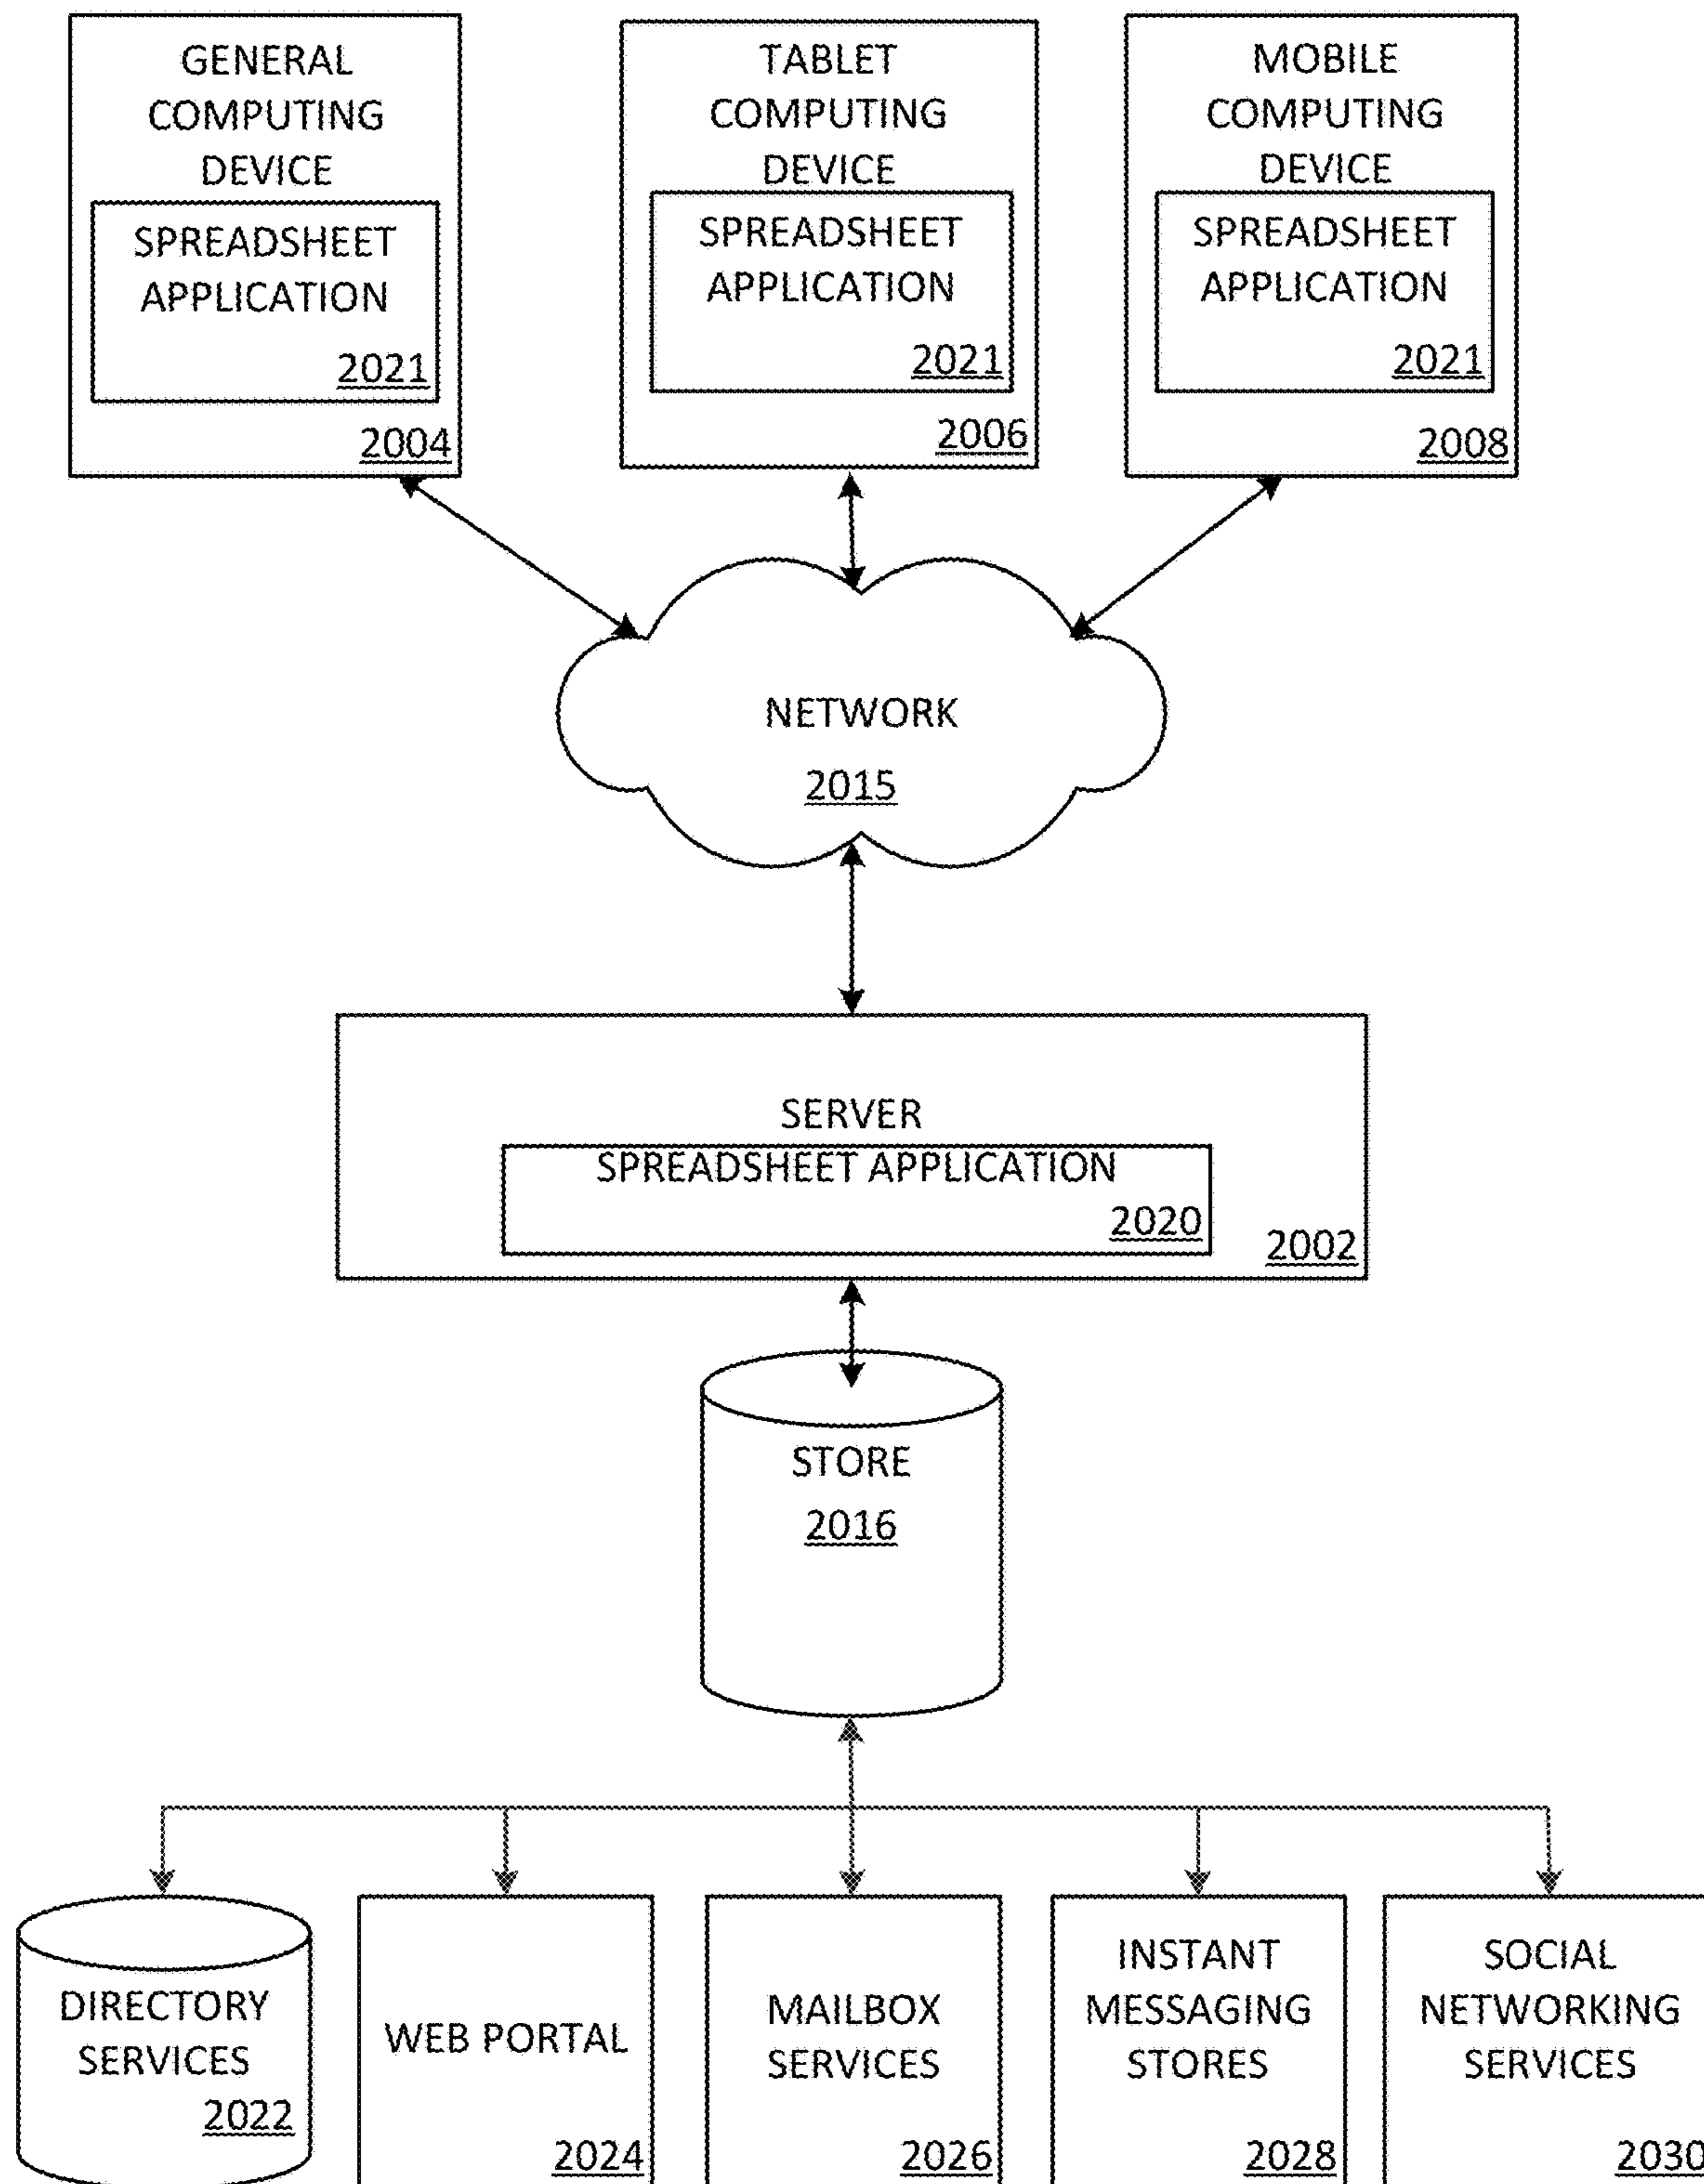 GENERAL
COMPUTING
DEVICE
SPREADSHEET
APPLICATION
2021
2004
TABLET
COMPUTING
DEVICE
SPREADSHEET
APPLICATION
2021
2006
MOBILE
COMPUTING
DEVICE
SPREADSHEET
APPLICATION
2021
2008
NETWORK
2015
SERVER
SPREADSHEET APPLICATION
2020
2002
STORE
2016
DIRECTORY
SERVICES
2022
WEB PORTAL
2024
MAILBOX
SERVICES
2026
INSTANT
MESSAGING
STORES
2028
SOCIAL
NETWORKING
SERVICES
2030